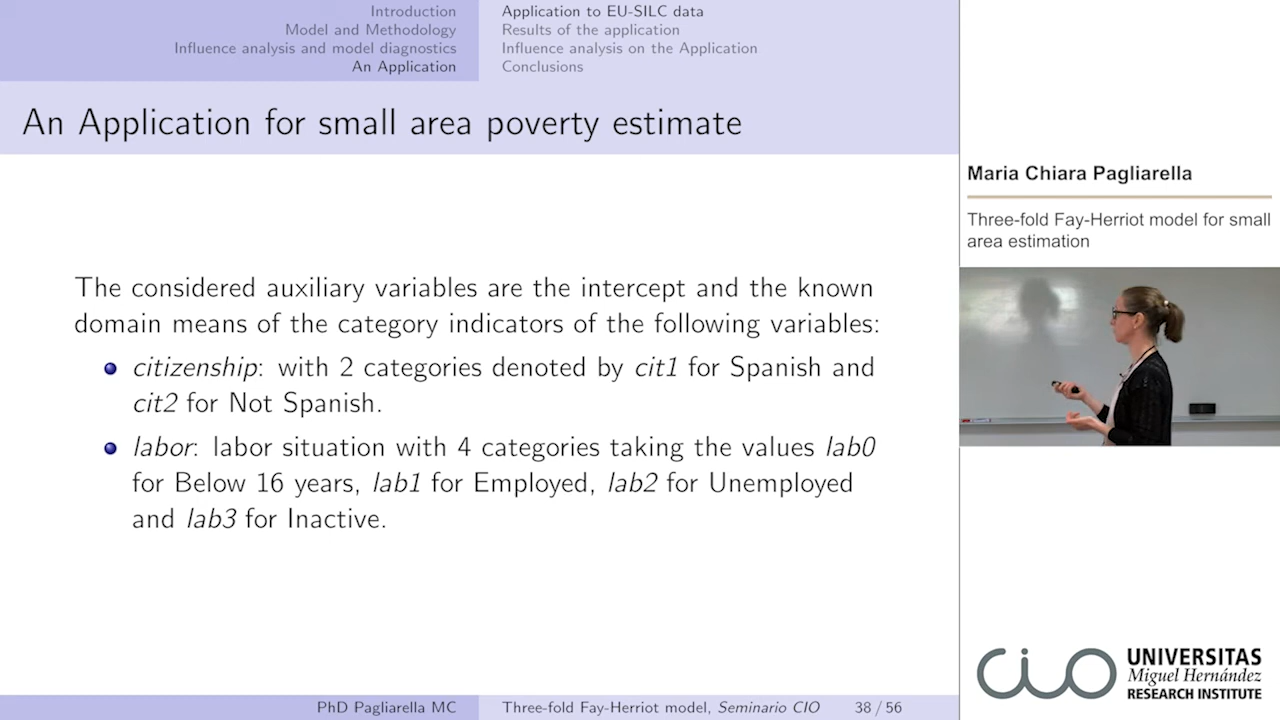 Introduction
Model and Methodology
Influence analysis and model diagnostics
An Application
Application to EU-SILC data
Results of the application
Influence analysis on the Application
Conclusions
An Application for small area poverty estimate
The considered auxiliary variables are the intercept and the known
domain means of the category indicators of the following variables:
citizenship: with 2 categories denoted by cit1 for Spanish and
cit2 for Not Spanish.
labor: labor situation with 4 categories taking the values lab0
for Below 16 years, lab1 for Employed, lab2 for Unemployed
and lab3 for Inactive.
PhD Pagliarella MC
Three-fold Fay-Herriot model, Seminario CIO
38 / 56
Maria Chiara Pagliarella
Three-fold Fay-Herriot model for small
area estimation
cio
UNIVERSITAS
Miguel Hernández
RESEARCH INSTITUTE